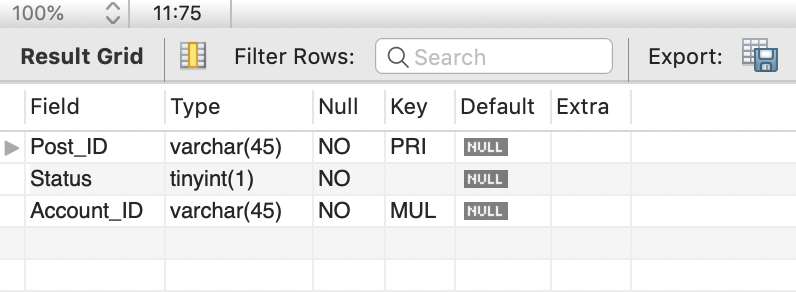 100% 11:75
Result Grid Filter Rows: Search Export:
Field Type Null Key Default Extra
Post_ID varchar(45) NO PRI NULL
Status tinyint(1) NO NULL
Account_ID varchar(45) NO MUL NULL